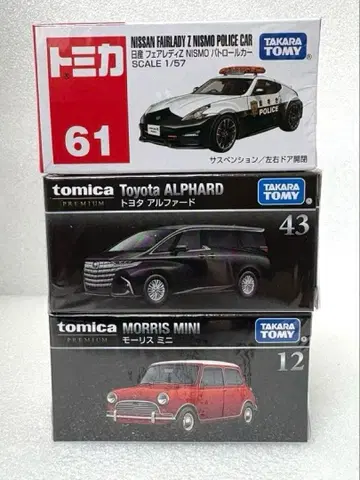 トミカ
61
NISSAN FAIRLADY Z NISMO POLICE CAR
日産 フェアレディZ NISMO パトロールカー
SCALE 1/57
TAKARA TOMY
POLICE
サスペンション／左右ドア開閉
tomica
PREMIUM
Toyota ALPHARD
トヨタ アルファード
TAKARA TOMY
43
tomica
PREMIUM
MORRIS MINI
モーリス ミニ
TAKARA TOMY
12